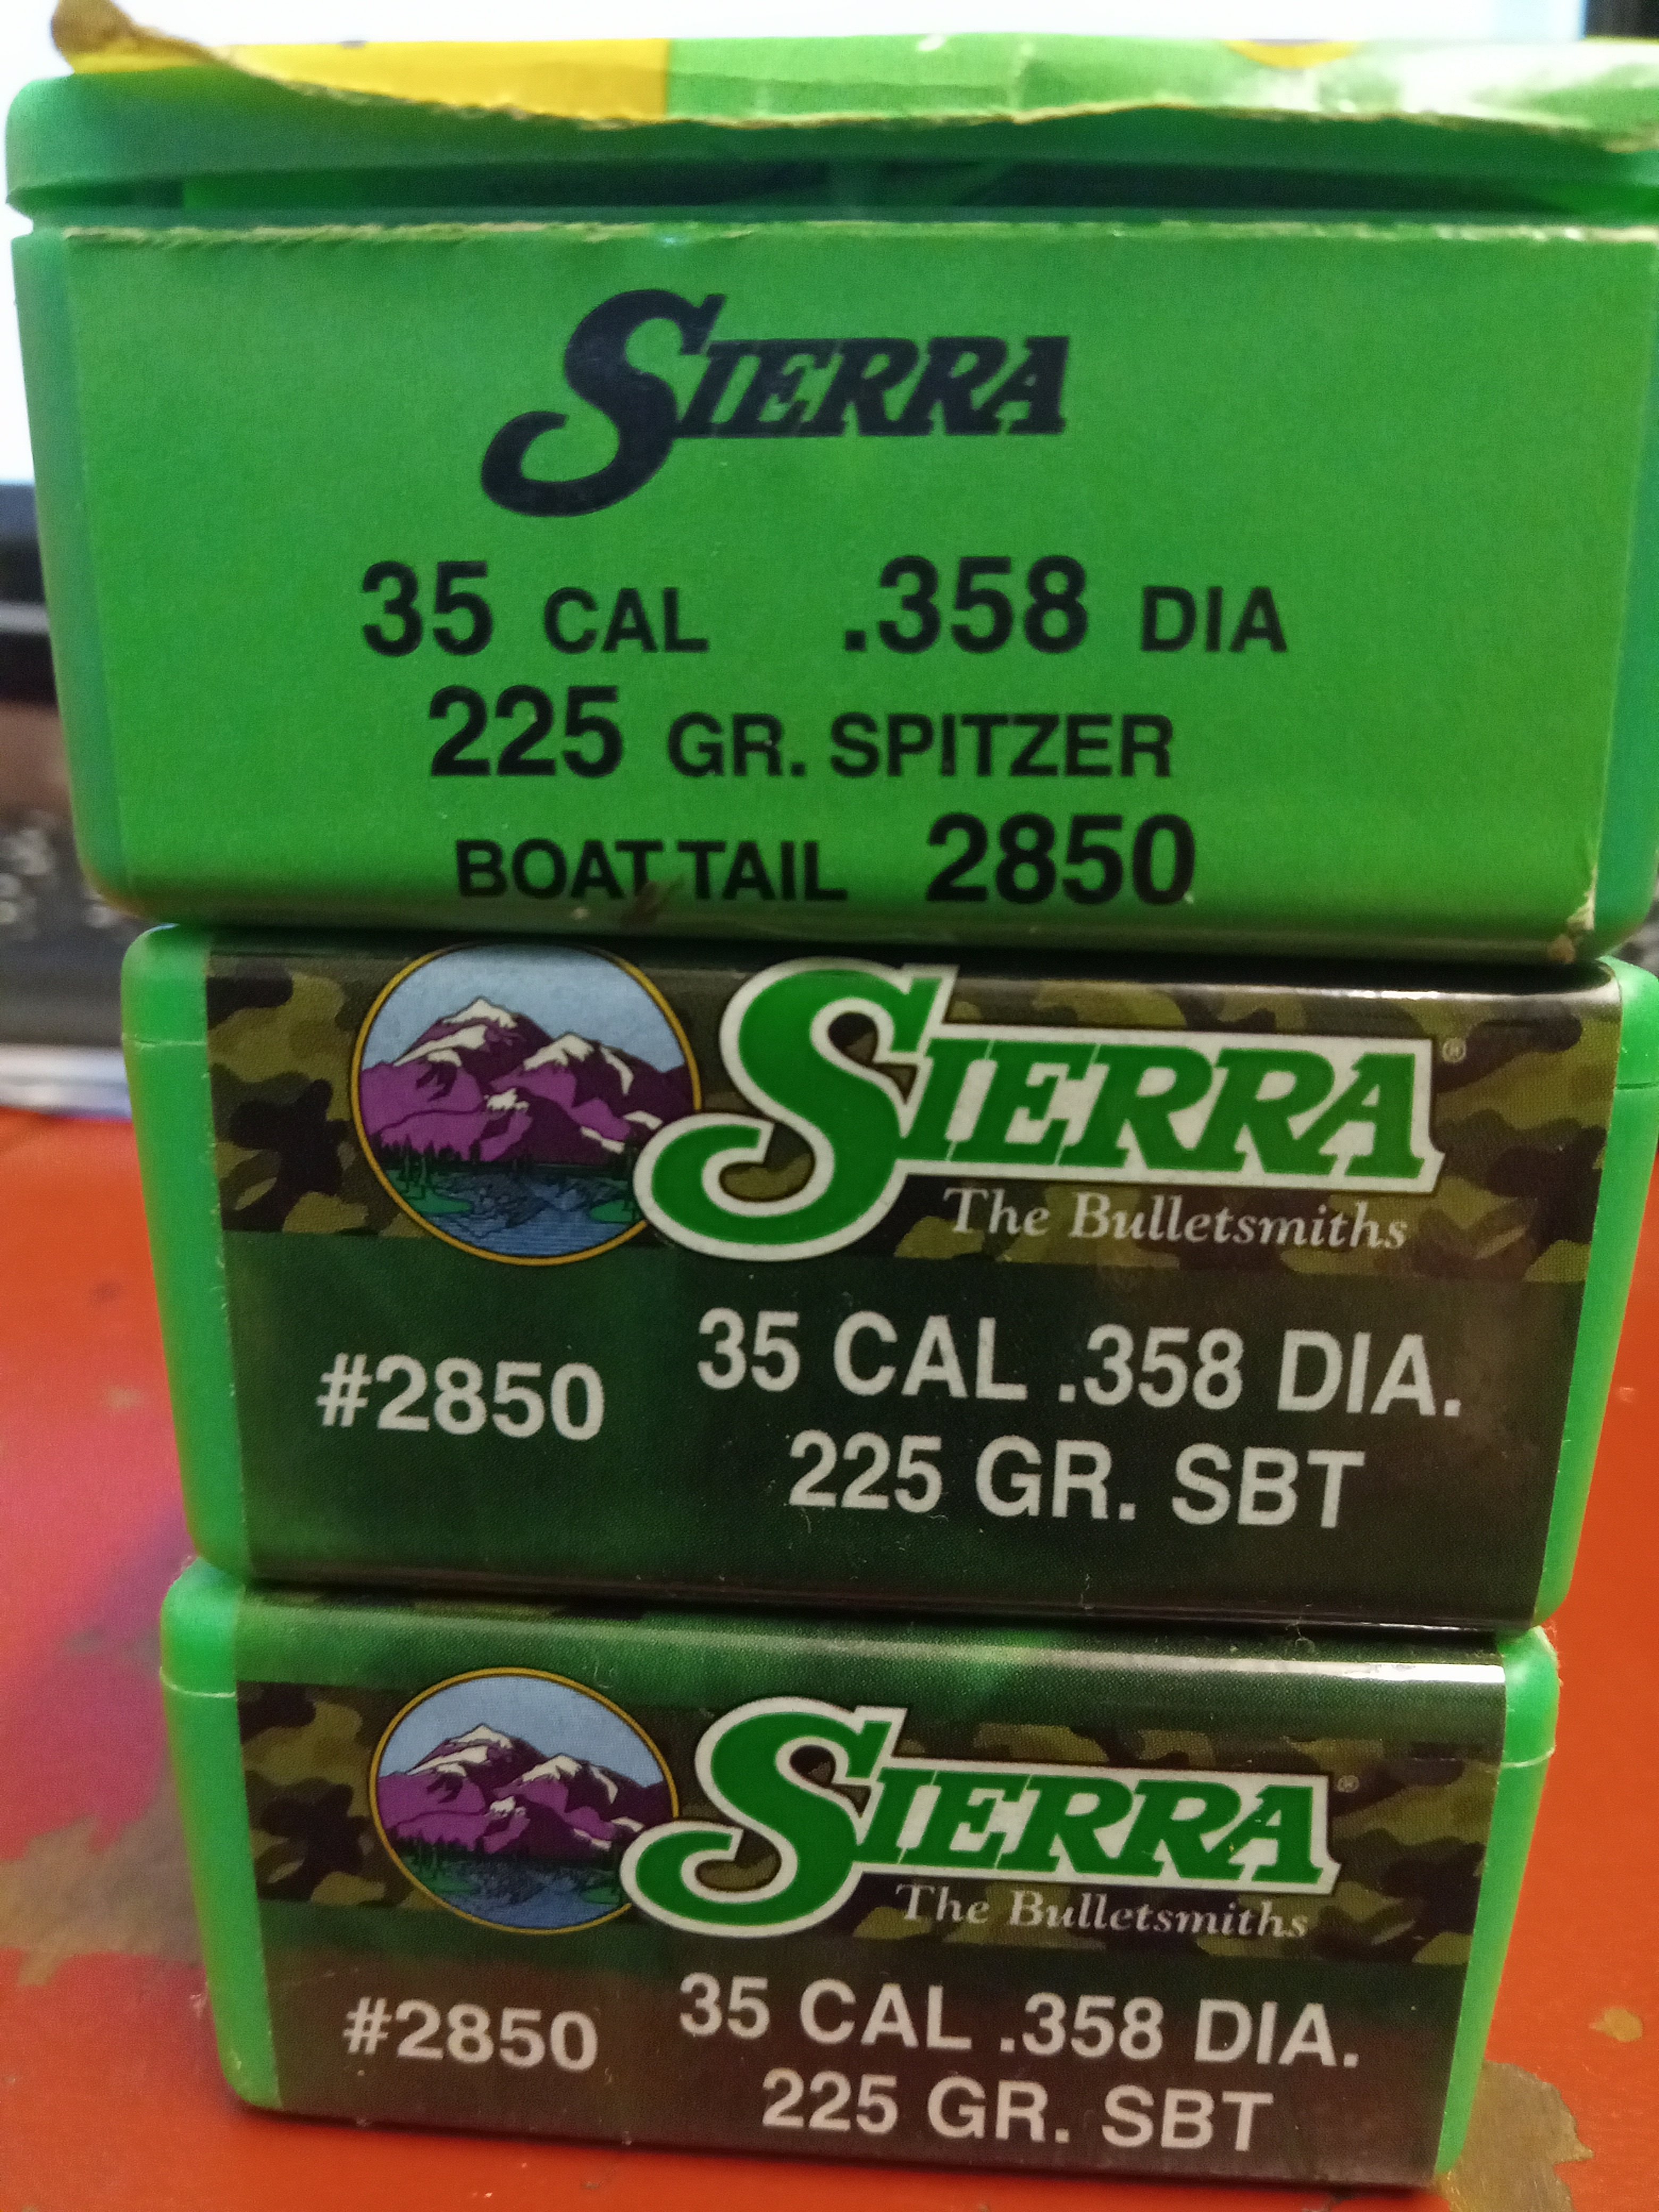 SIERRA
35 CAL .358 DIA
225 GR. SPITZER
BOAT TAIL 2850
SIERRA®
The Bulletsmiths
#2850
35 CAL .358 DIA.
225 GR. SBT
SIERRA®
The Bulletsmiths
#2850
35 CAL .358 DIA.
225 GR. SBT